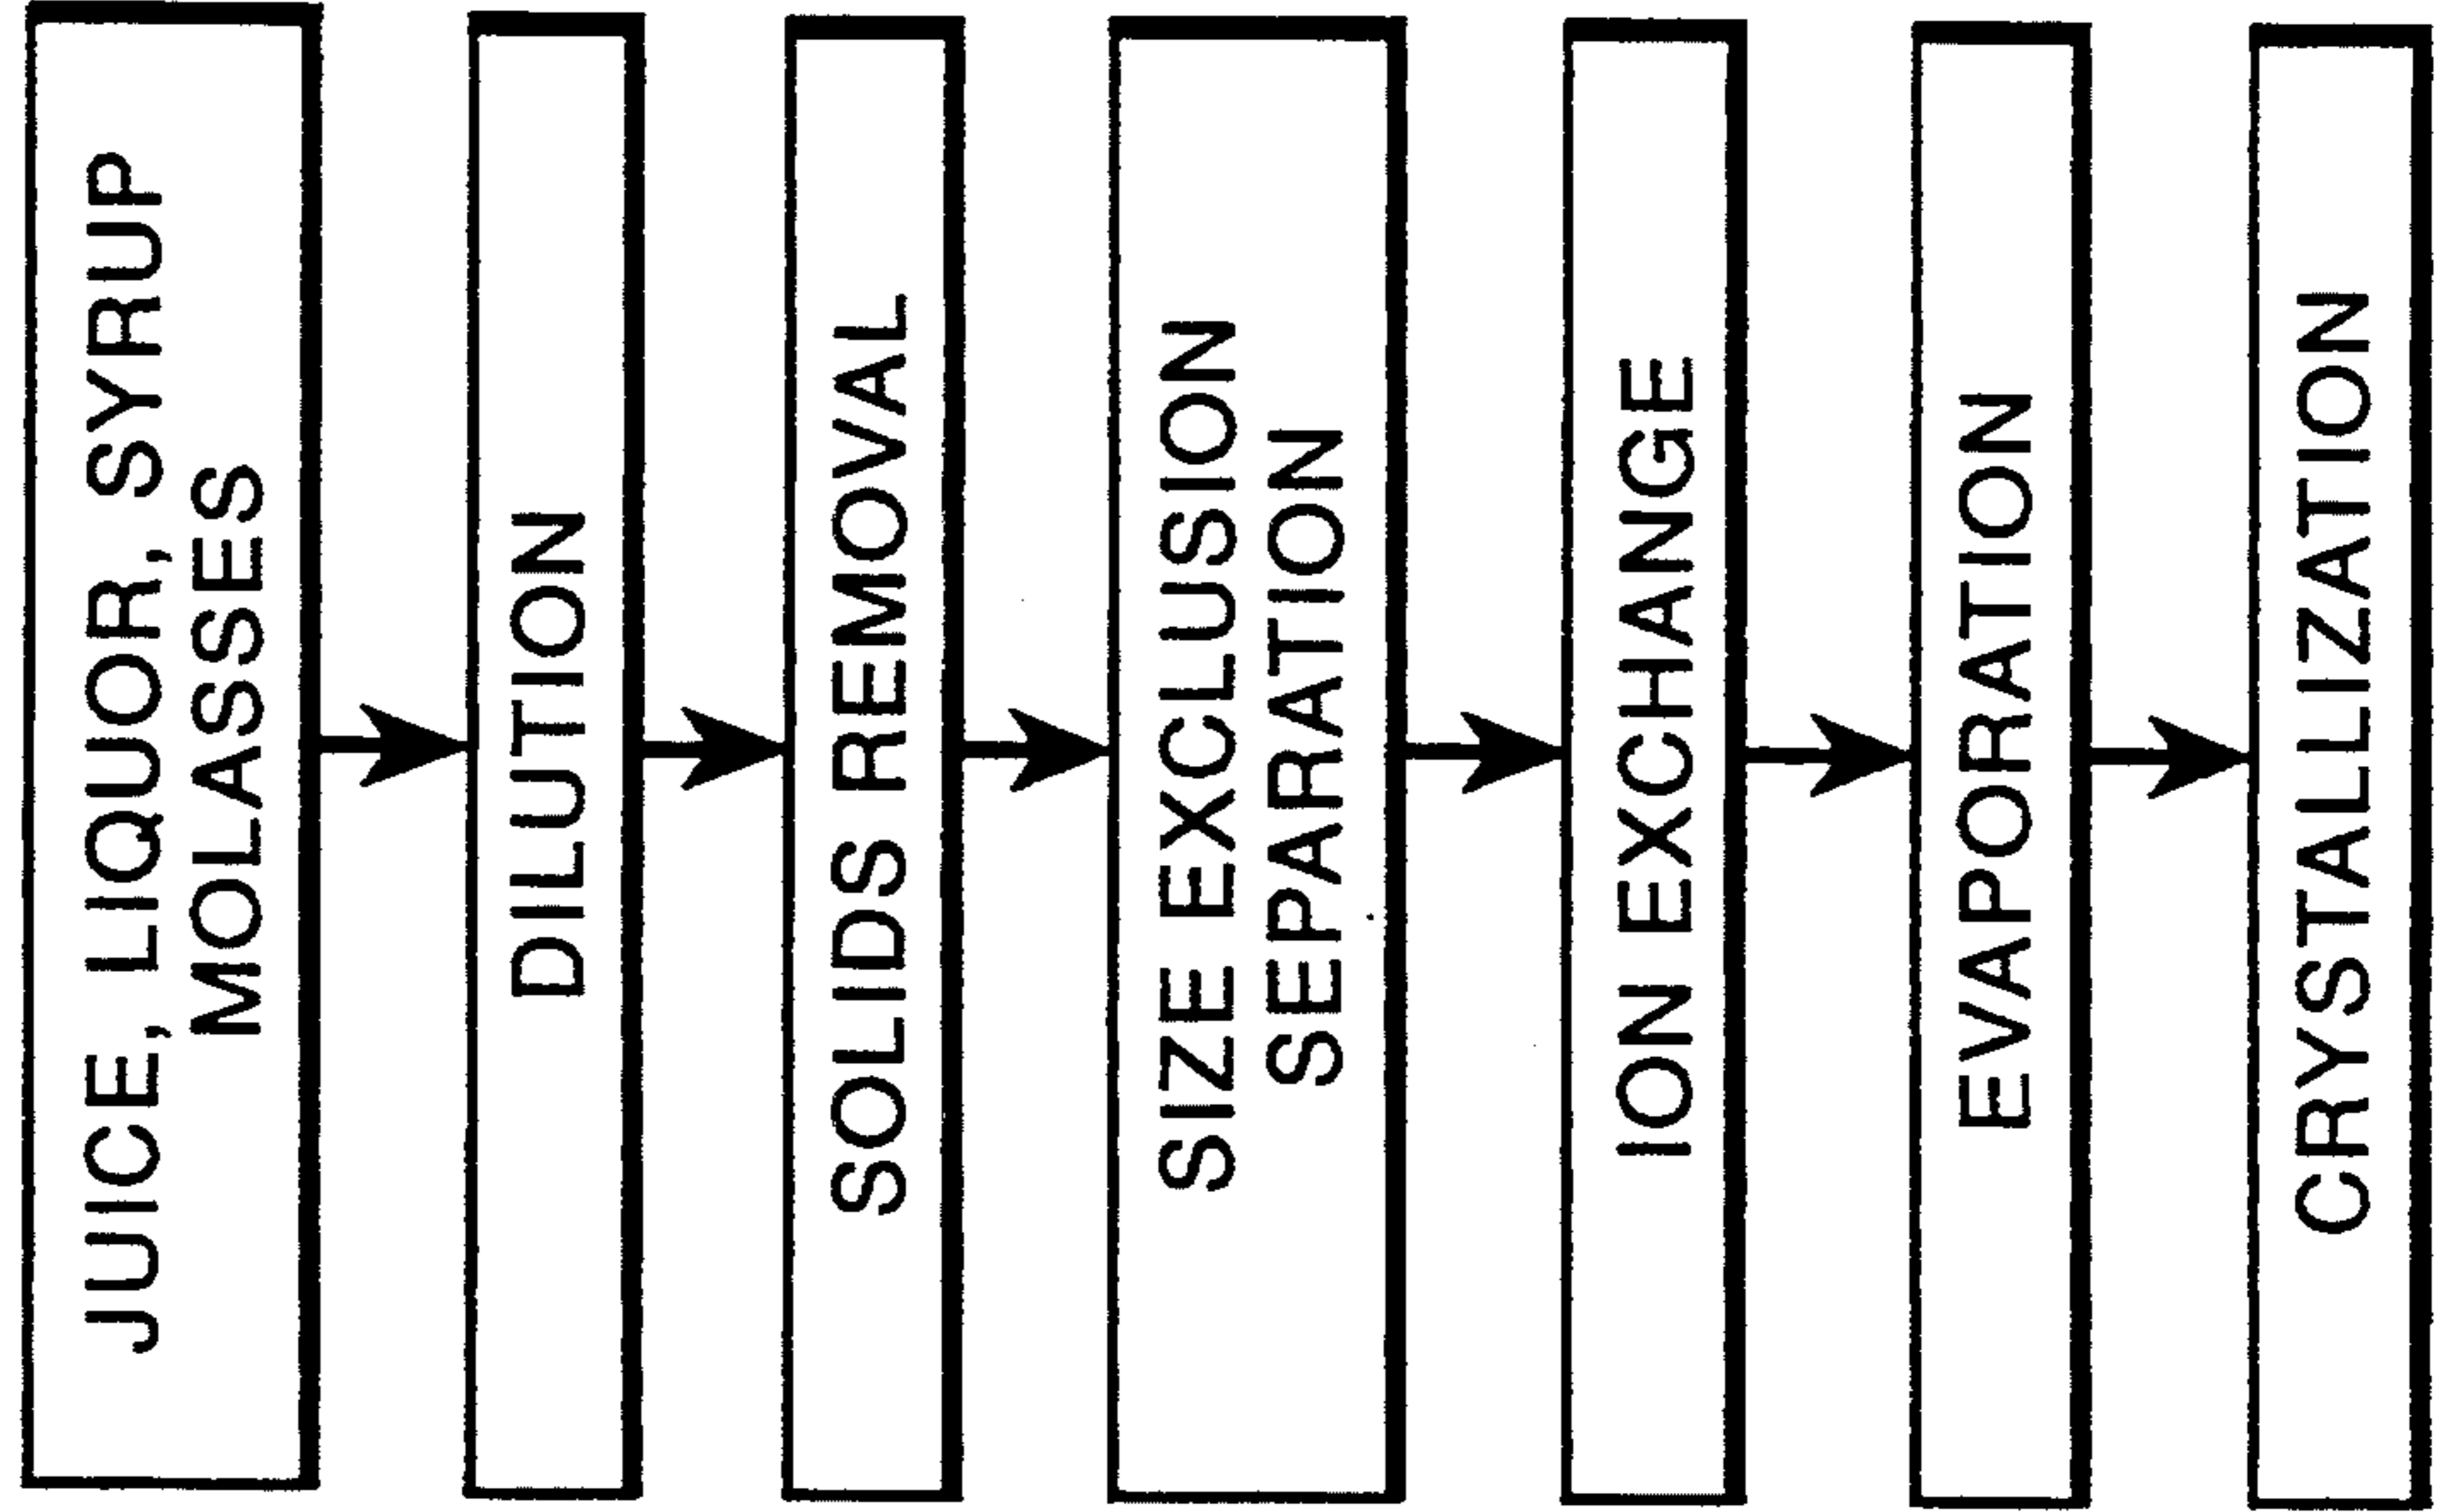 JUICE, LIQUOR, SYRUP
MOLASSES
DILUTION
SOLIDS REMOVAL
SIZE EXCLUSION
SEPARATION
ION EXCHANGE
EVAPORATION
CRYSTALLIZATION